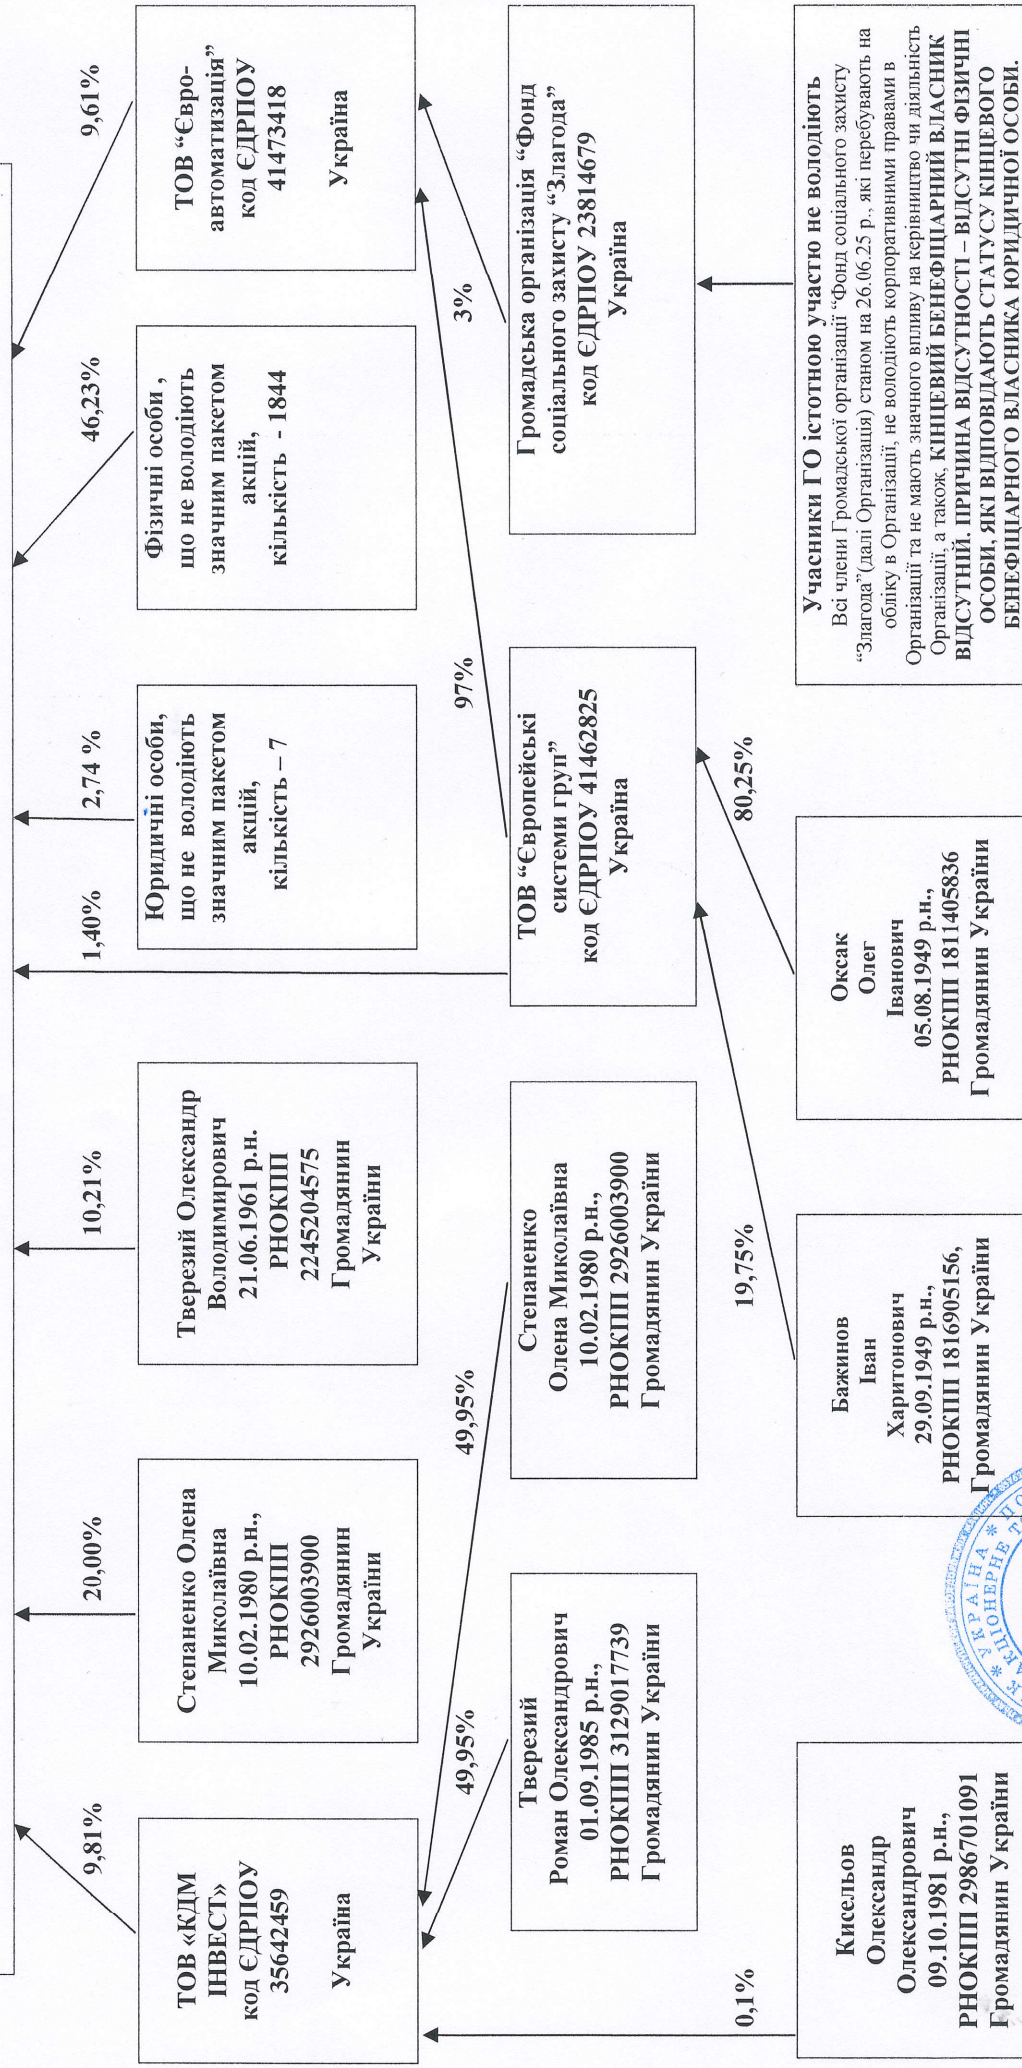 9,81%
20,00%
10,21%
1,40%
2,74 %
46,23%
9,61%
ТОВ «КДМ
ІНВЕСТ»
код ЄДРПОУ
35642459
Україна
Степаненко Олена
Миколаївна
10.02.1980 р.н.,
РНОКПП
2926003900
Громадянин
України
Тверезий Олександр
Володимирович
21.06.1961 р.н.
РНОКПП
2245204575
Громадянин
України
Юридичні особи,
що не володіють
значним пакетом
акцій,
кількість – 7
Фізичні особи ,
що не володіють
значним пакетом
акцій,
кількість - 1844
ТОВ “Євро-
автоматизація”
код ЄДРПОУ
41473418
Україна
49,95%
49,95%
97%
3%
Тверезий
Роман Олександрович
01.09.1985 р.н.,
РНОКПП 3129017739
Громадянин України
Степаненко
Олена Миколаївна
10.02.1980 р.н.,
РНОКПП 2926003900
Громадянин України
ТОВ “Європейські
системи груп”
код ЄДРПОУ 41462825
Україна
Громадська організація “Фонд
соціального захисту “Злагода”
код ЄДРПОУ 23814679
Україна
0,1%
19,75%
80,25%
Кисельов
Олександр
Олександрович
09.10.1981 р.н.,
РНОКПП 2986701091
Громадянин України
Бажинов
Іван
Харитонович
29.09.1949 р.н.,
РНОКПП 1816905156,
Громадянин України
Оксак
Олег
Іванович
05.08.1949 р.н.,
РНОКПП 1811405836
Громадянин України
Учасники ГО істотною участю не володіють
Всі члени Громадської організації “Фонд соціального захисту
“Злагода”(далі Організація) станом на 26.06.25 р., які перебувають на
обліку в Організації, не володіють корпоративними правами в
Організації та не мають значного впливу на керівництво чи діяльність
Організації, а також, КІНЦЕВИЙ БЕНЕФІЦІАРНИЙ ВЛАСНИК
ВІДСУТНІЙ. ПРИЧИНА ВІДСУТНОСТІ – ВІДСУТНІ ФІЗИЧНІ
ОСОБИ, ЯКІ ВІДПОВІДАЮТЬ СТАТУСУ КІНЦЕВОГО
БЕНЕФІЦІАРНОГО ВЛАСНИКА ЮРИДИЧНОЇ ОСОБИ.
* УКРАЇНА *
АКЦІОНЕРНЕ